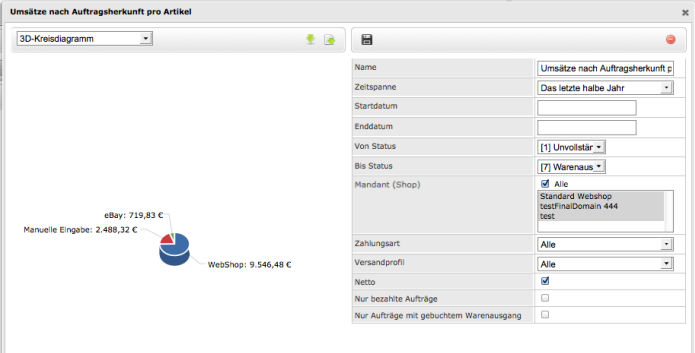 Umsätze nach Auftragsherkunft pro Artikel
3D-Kreisdiagramm
eBay: 719,83 €
Manuelle Eingabe: 2.488,32 €
WebShop: 9.546,48 €
Name
Umsätze nach Auftragsherkunft p
Zeitspanne
Das letzte halbe Jahr
Startdatum
Enddatum
Von Status
[1] Unvollstär
Bis Status
[7] Warenaus
Mandant (Shop)
Alle
Standard Webshop
testFinalDomain 444
test
Zahlungsart
Alle
Versandprofil
Alle
Netto
Nur bezahlte Aufträge
Nur Aufträge mit gebuchtem Warenausgang